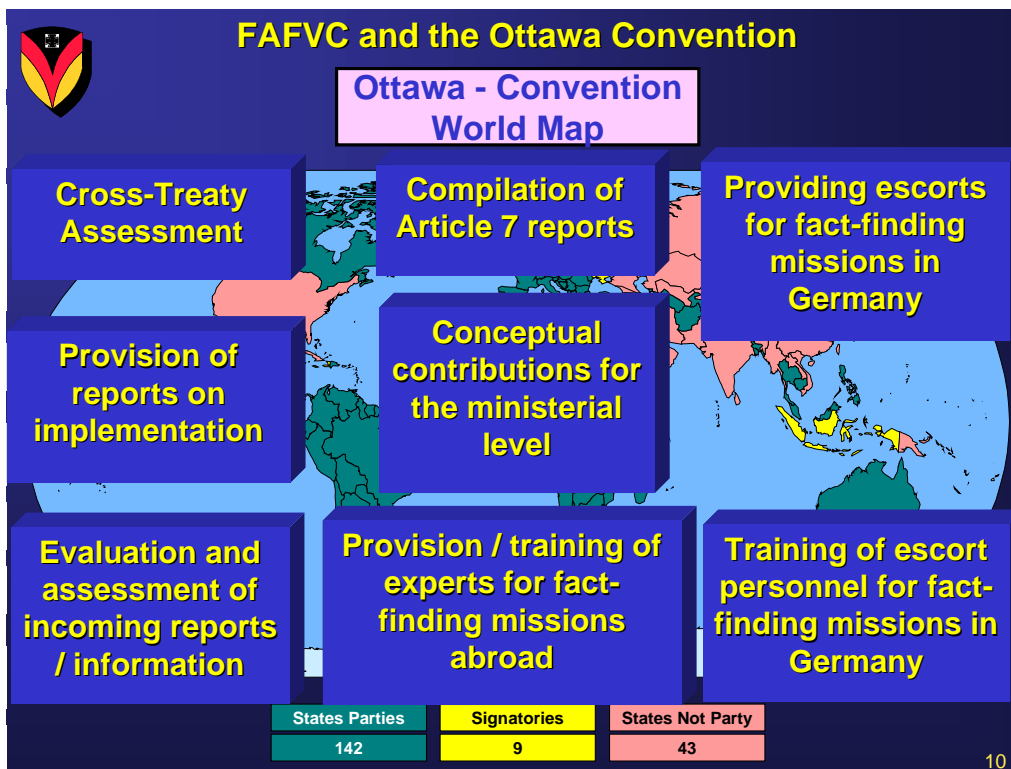 FAFVC and the Ottawa Convention
Ottawa - Convention
World Map
Cross-Treaty
Assessment
Compilation of
Article 7 reports
Providing escorts
for fact-finding
missions in
Germany
Provision of
reports on
implementation
Conceptual
contributions for
the ministerial
level
Evaluation and
assessment of
incoming reports
/ information
Provision / training of
experts for fact-
finding missions
abroad
Training of escort
personnel for fact-
finding missions in
Germany
States Parties
Signatories
States Not Party
142
9
43
10